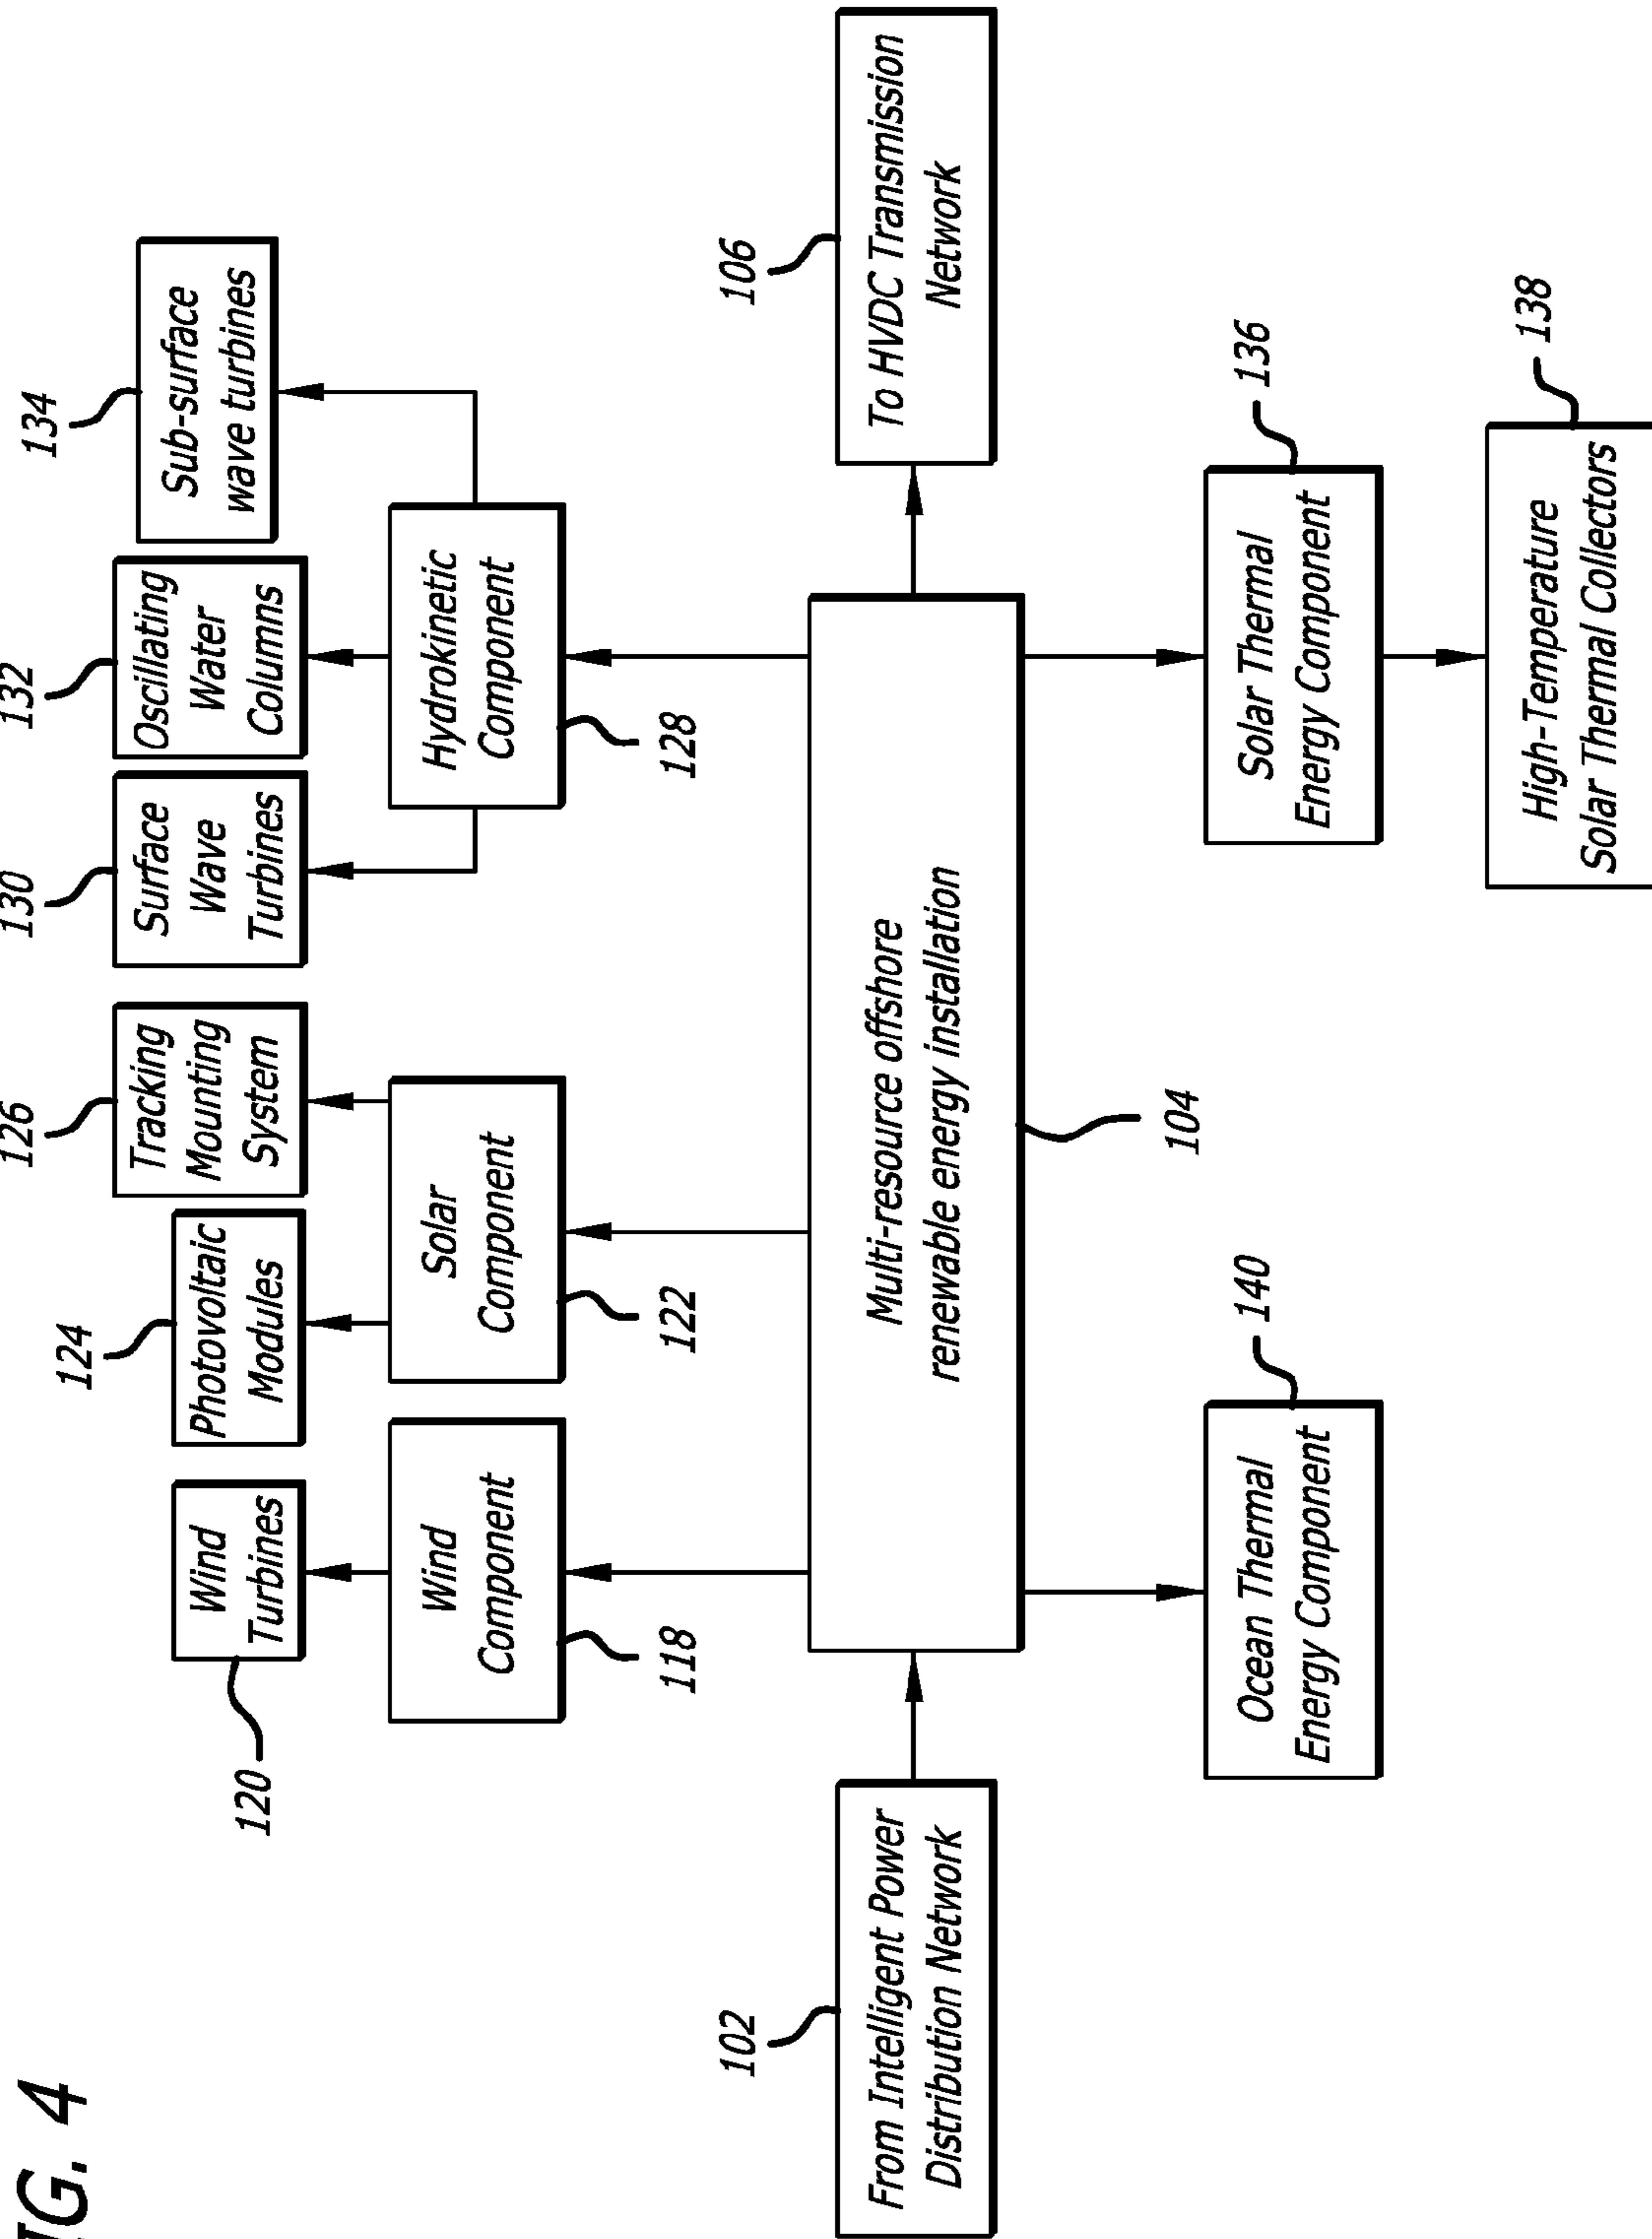 IG. 4
134
Sub-surface
wave turbines
132
Oscillating
Water
Columns
130
Surface
Wave
Turbines
126
Tracking
Mounting
System
124
Photovoltaic
Modules
120
Wind
Turbines
Wind
Component
118
Solar
Component
122
Hydrokinetic
Component
128
102
From Intelligent Power
Distribution Network
Multi-resource offshore
renewable energy installation
104
106
To HVDC Transmission
Network
Ocean Thermal
Energy Component
140
Solar Thermal
Energy Component
136
High-Temperature
Solar Thermal Collectors
138